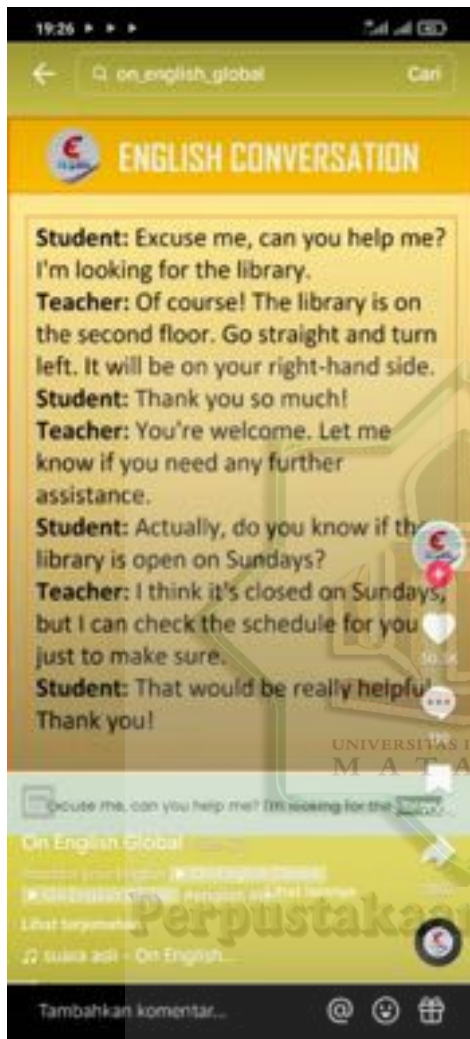 19:26
on_english_global Cari
ENGLISH CONVERSATION
Student: Excuse me, can you help me?
I'm looking for the library.
Teacher: Of course! The library is on
the second floor. Go straight and turn
left. It will be on your right-hand side.
Student: Thank you so much!
Teacher: You're welcome. Let me
know if you need any further
assistance.
Student: Actually, do you know if the
library is open on Sundays?
Teacher: I think it's closed on Sundays,
but I can check the schedule for you
just to make sure.
Student: That would be really helpful.
Thank you!
UNIVERSITAS
MATA
Excuse me, can you help me? I'm looking for the
On English Global
Lihat terjemahan
Perpustakaan
suara asli - On English...
Tambahkan komentar...